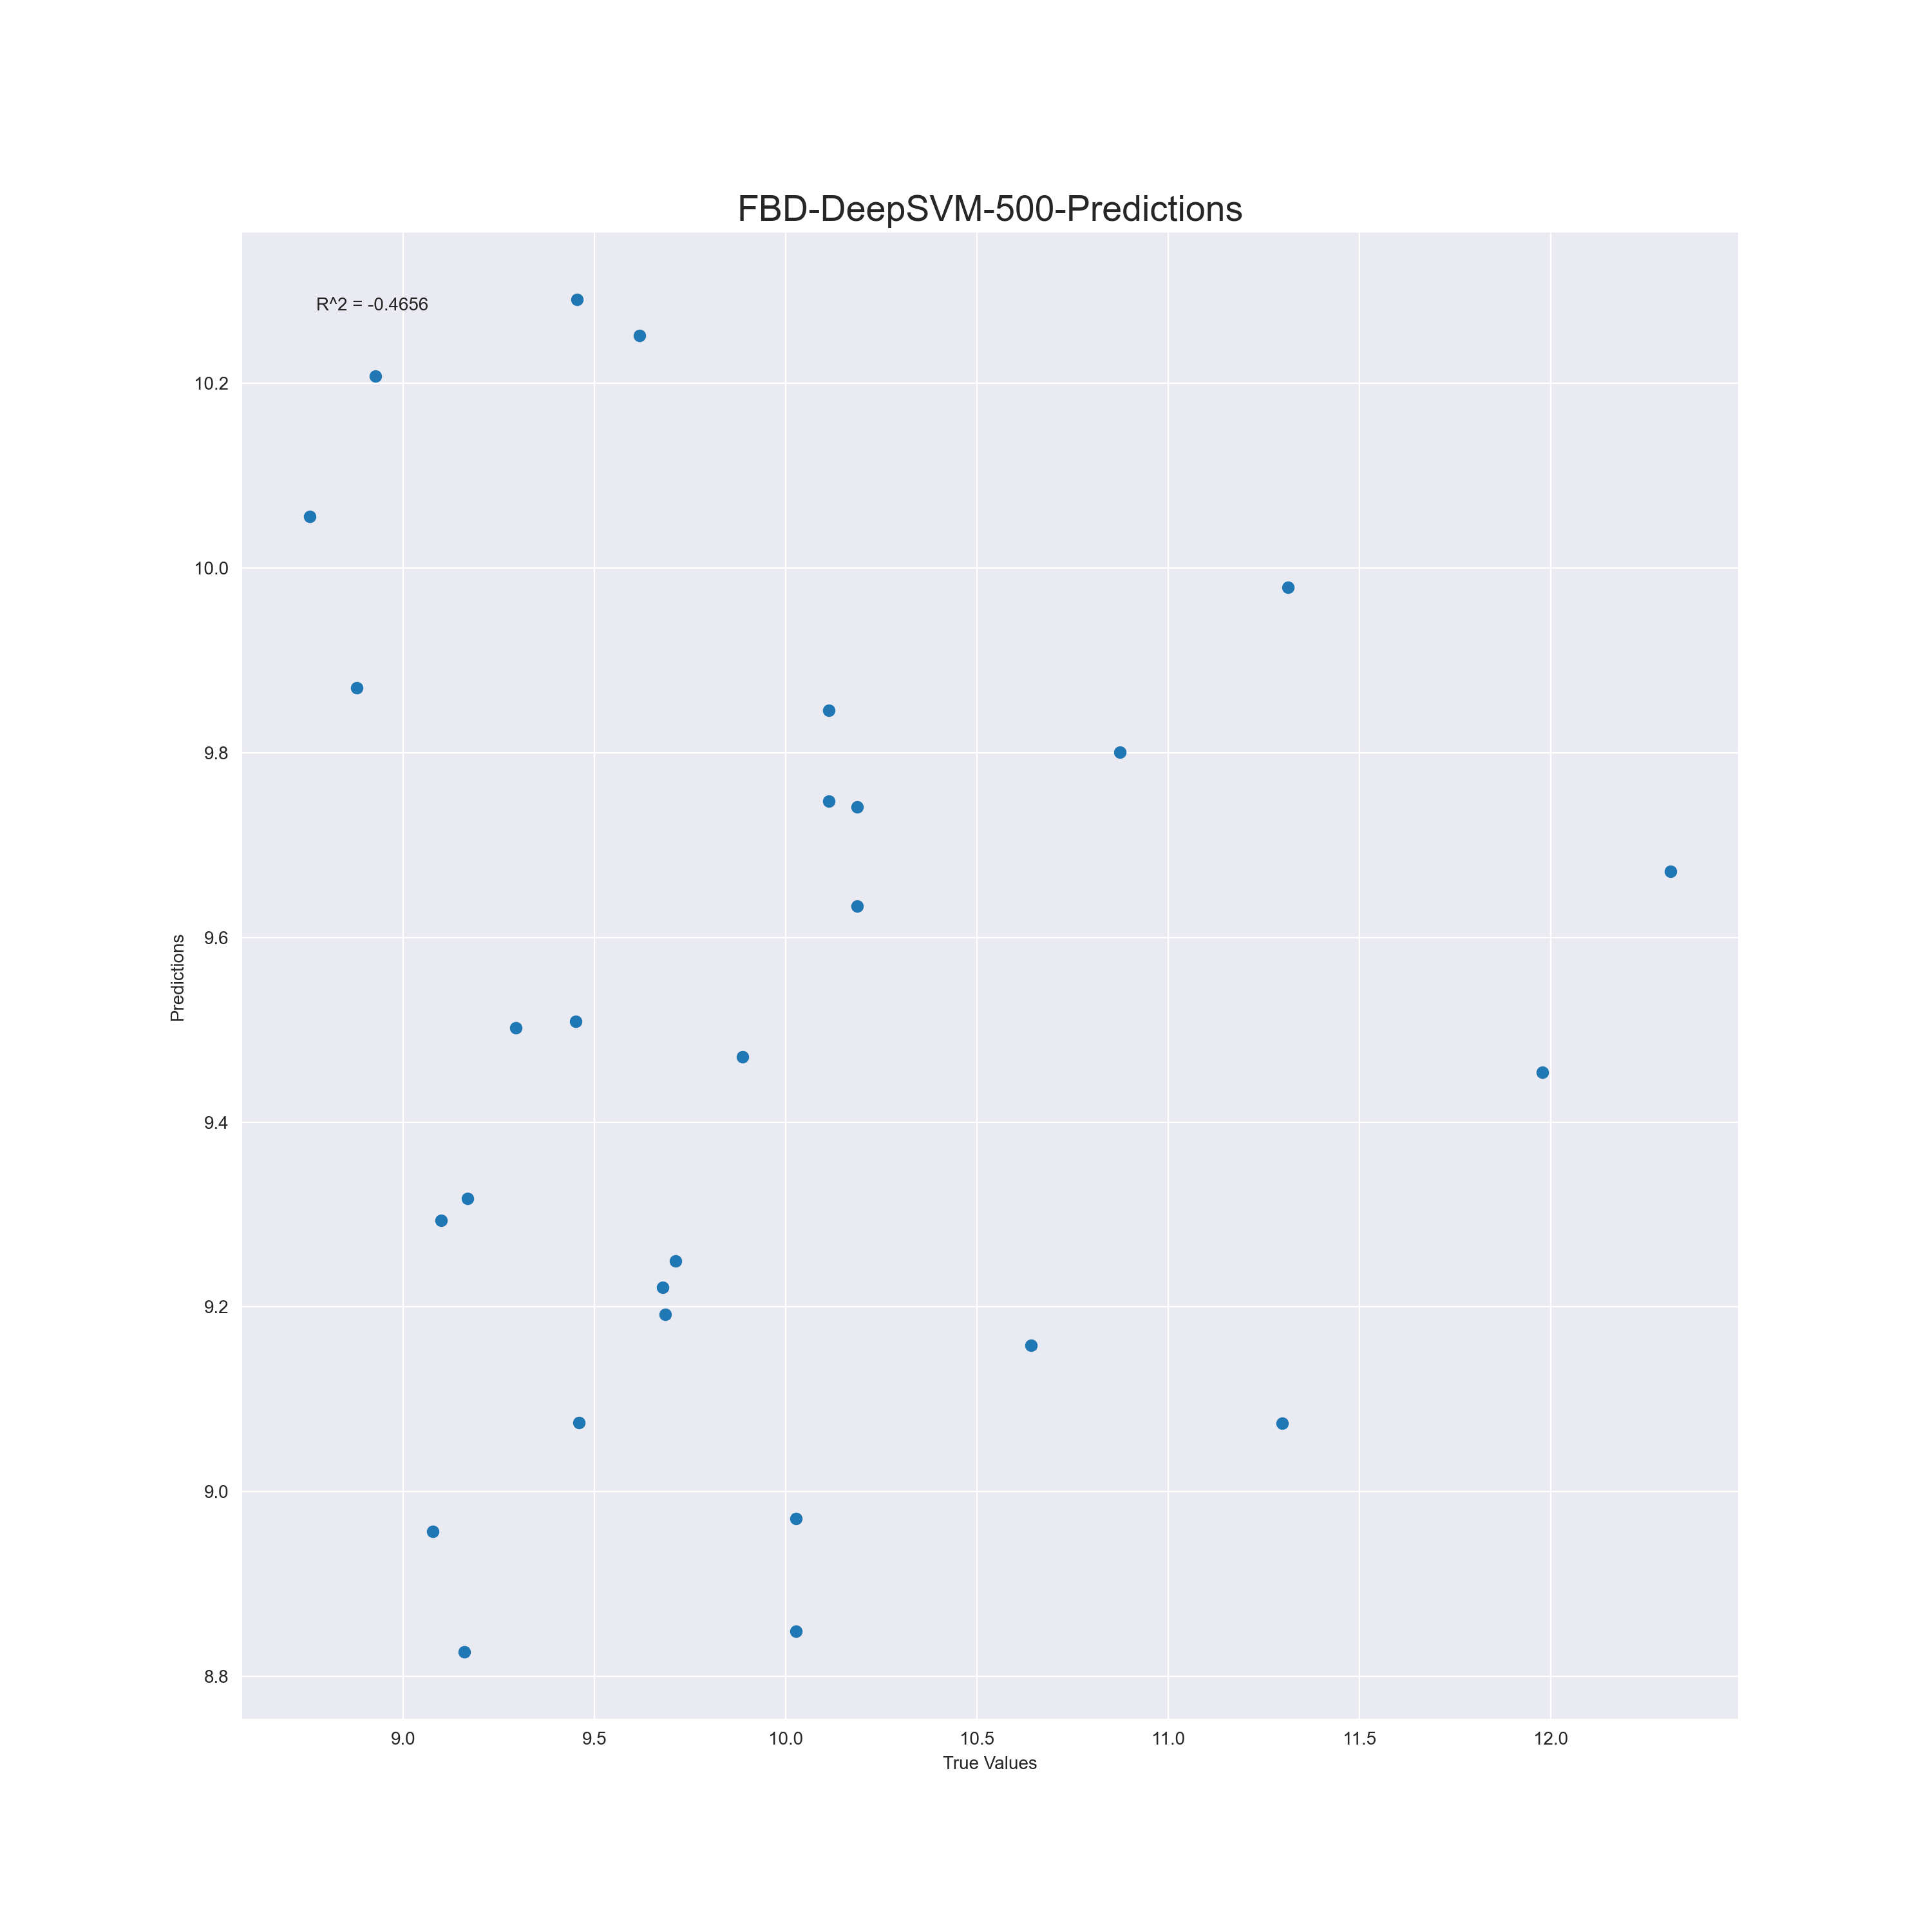 FBD-DeepSVM-500-Predictions
R^2 = -0.4656
10.2
10.0
9.8
9.6
9.4
9.2
9.0
8.8
Predictions
9.0 9.5 10.0 10.5 11.0 11.5 12.0
True Values